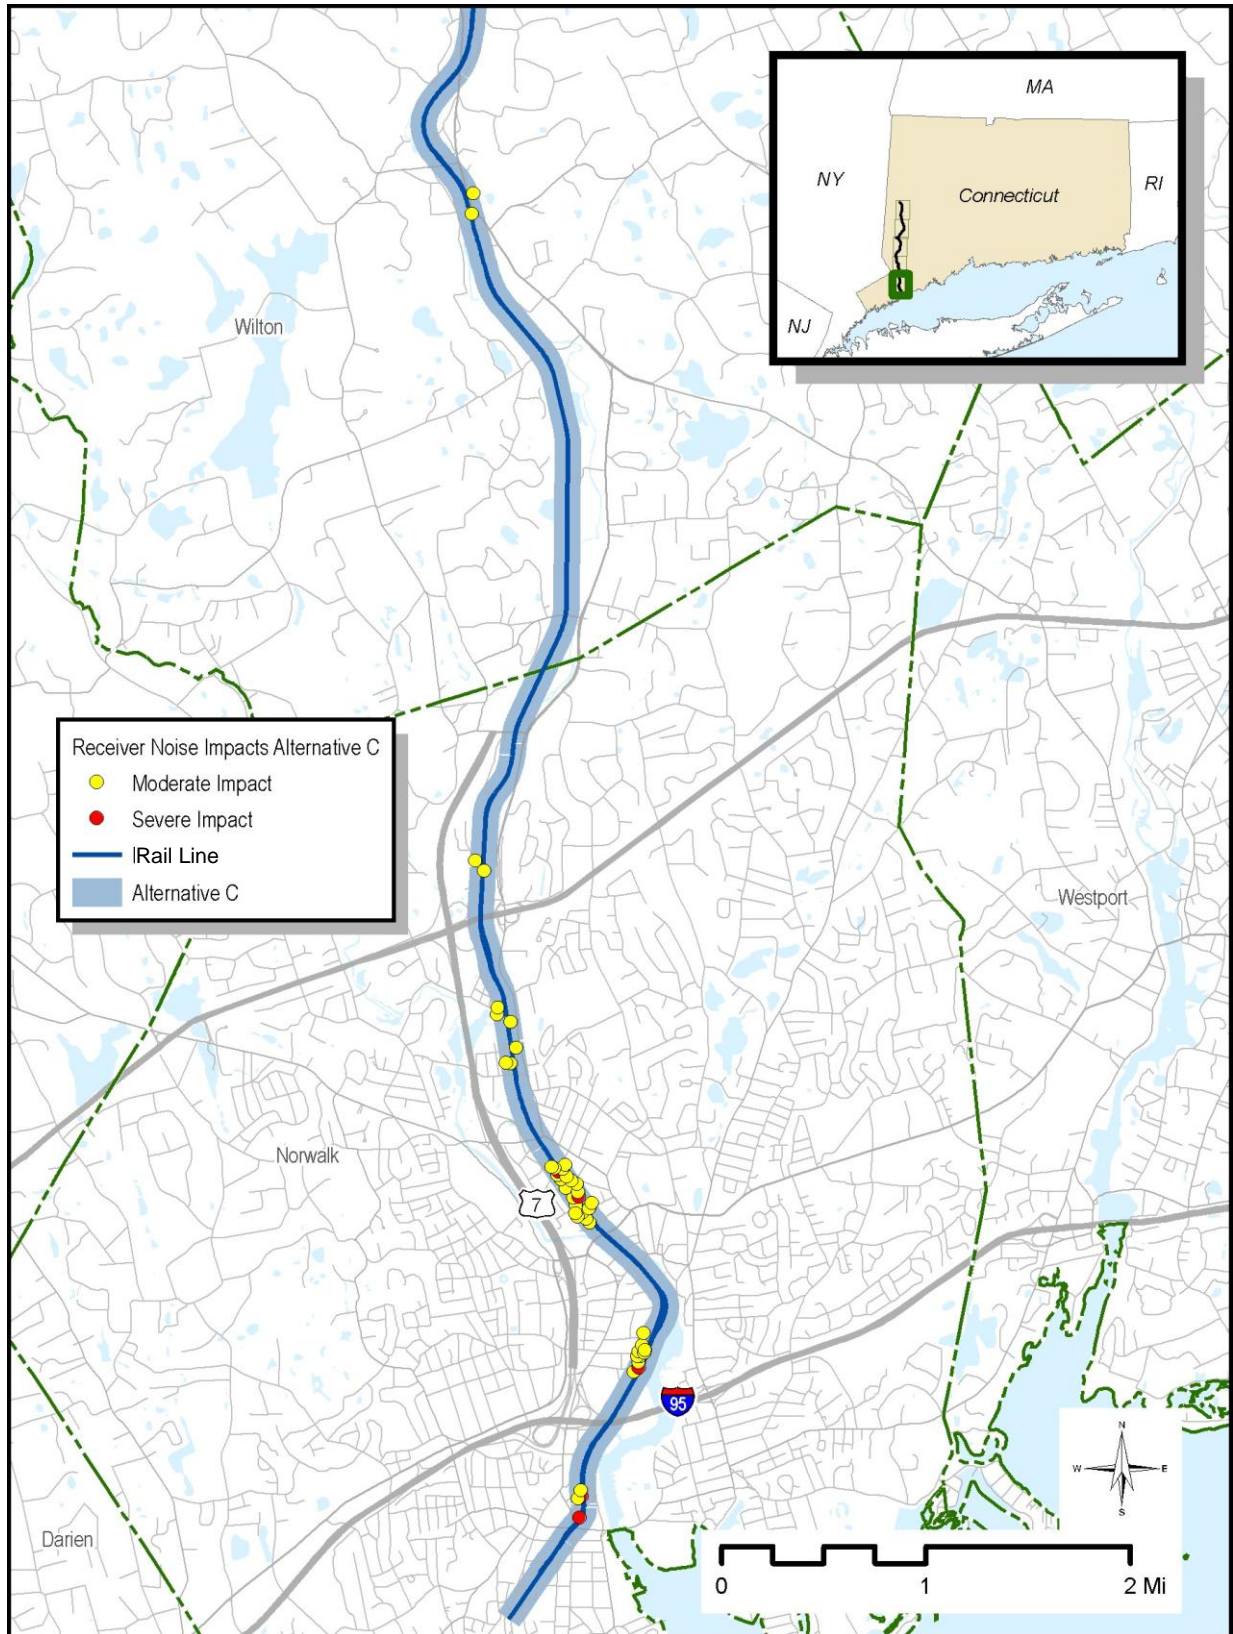 MA
NY
Connecticut
RI
NJ
Wilton
Receiver Noise Impacts Alternative C
Moderate Impact
Severe Impact
lRail Line
Alternative C
Westport
Norwalk
7
95
N
W E
S
Darien
0 1 2 Mi